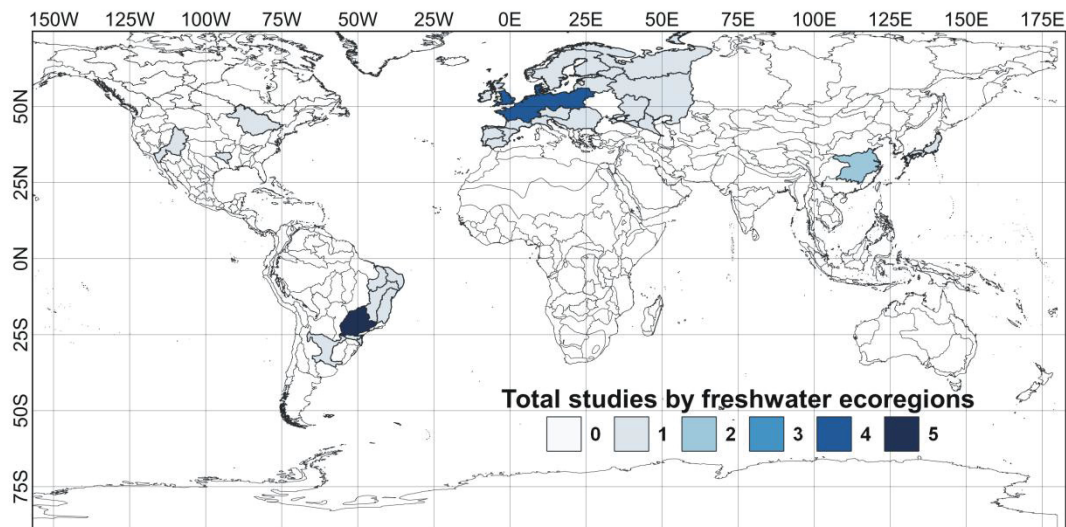 150W 125W 100W 75W 50W 25W 0E 25E 50E 75E 100E 125E 150E 175E
50N
25N
0N
25S
50S
75S
Total studies by freshwater ecoregions
0 1 2 3 4 5